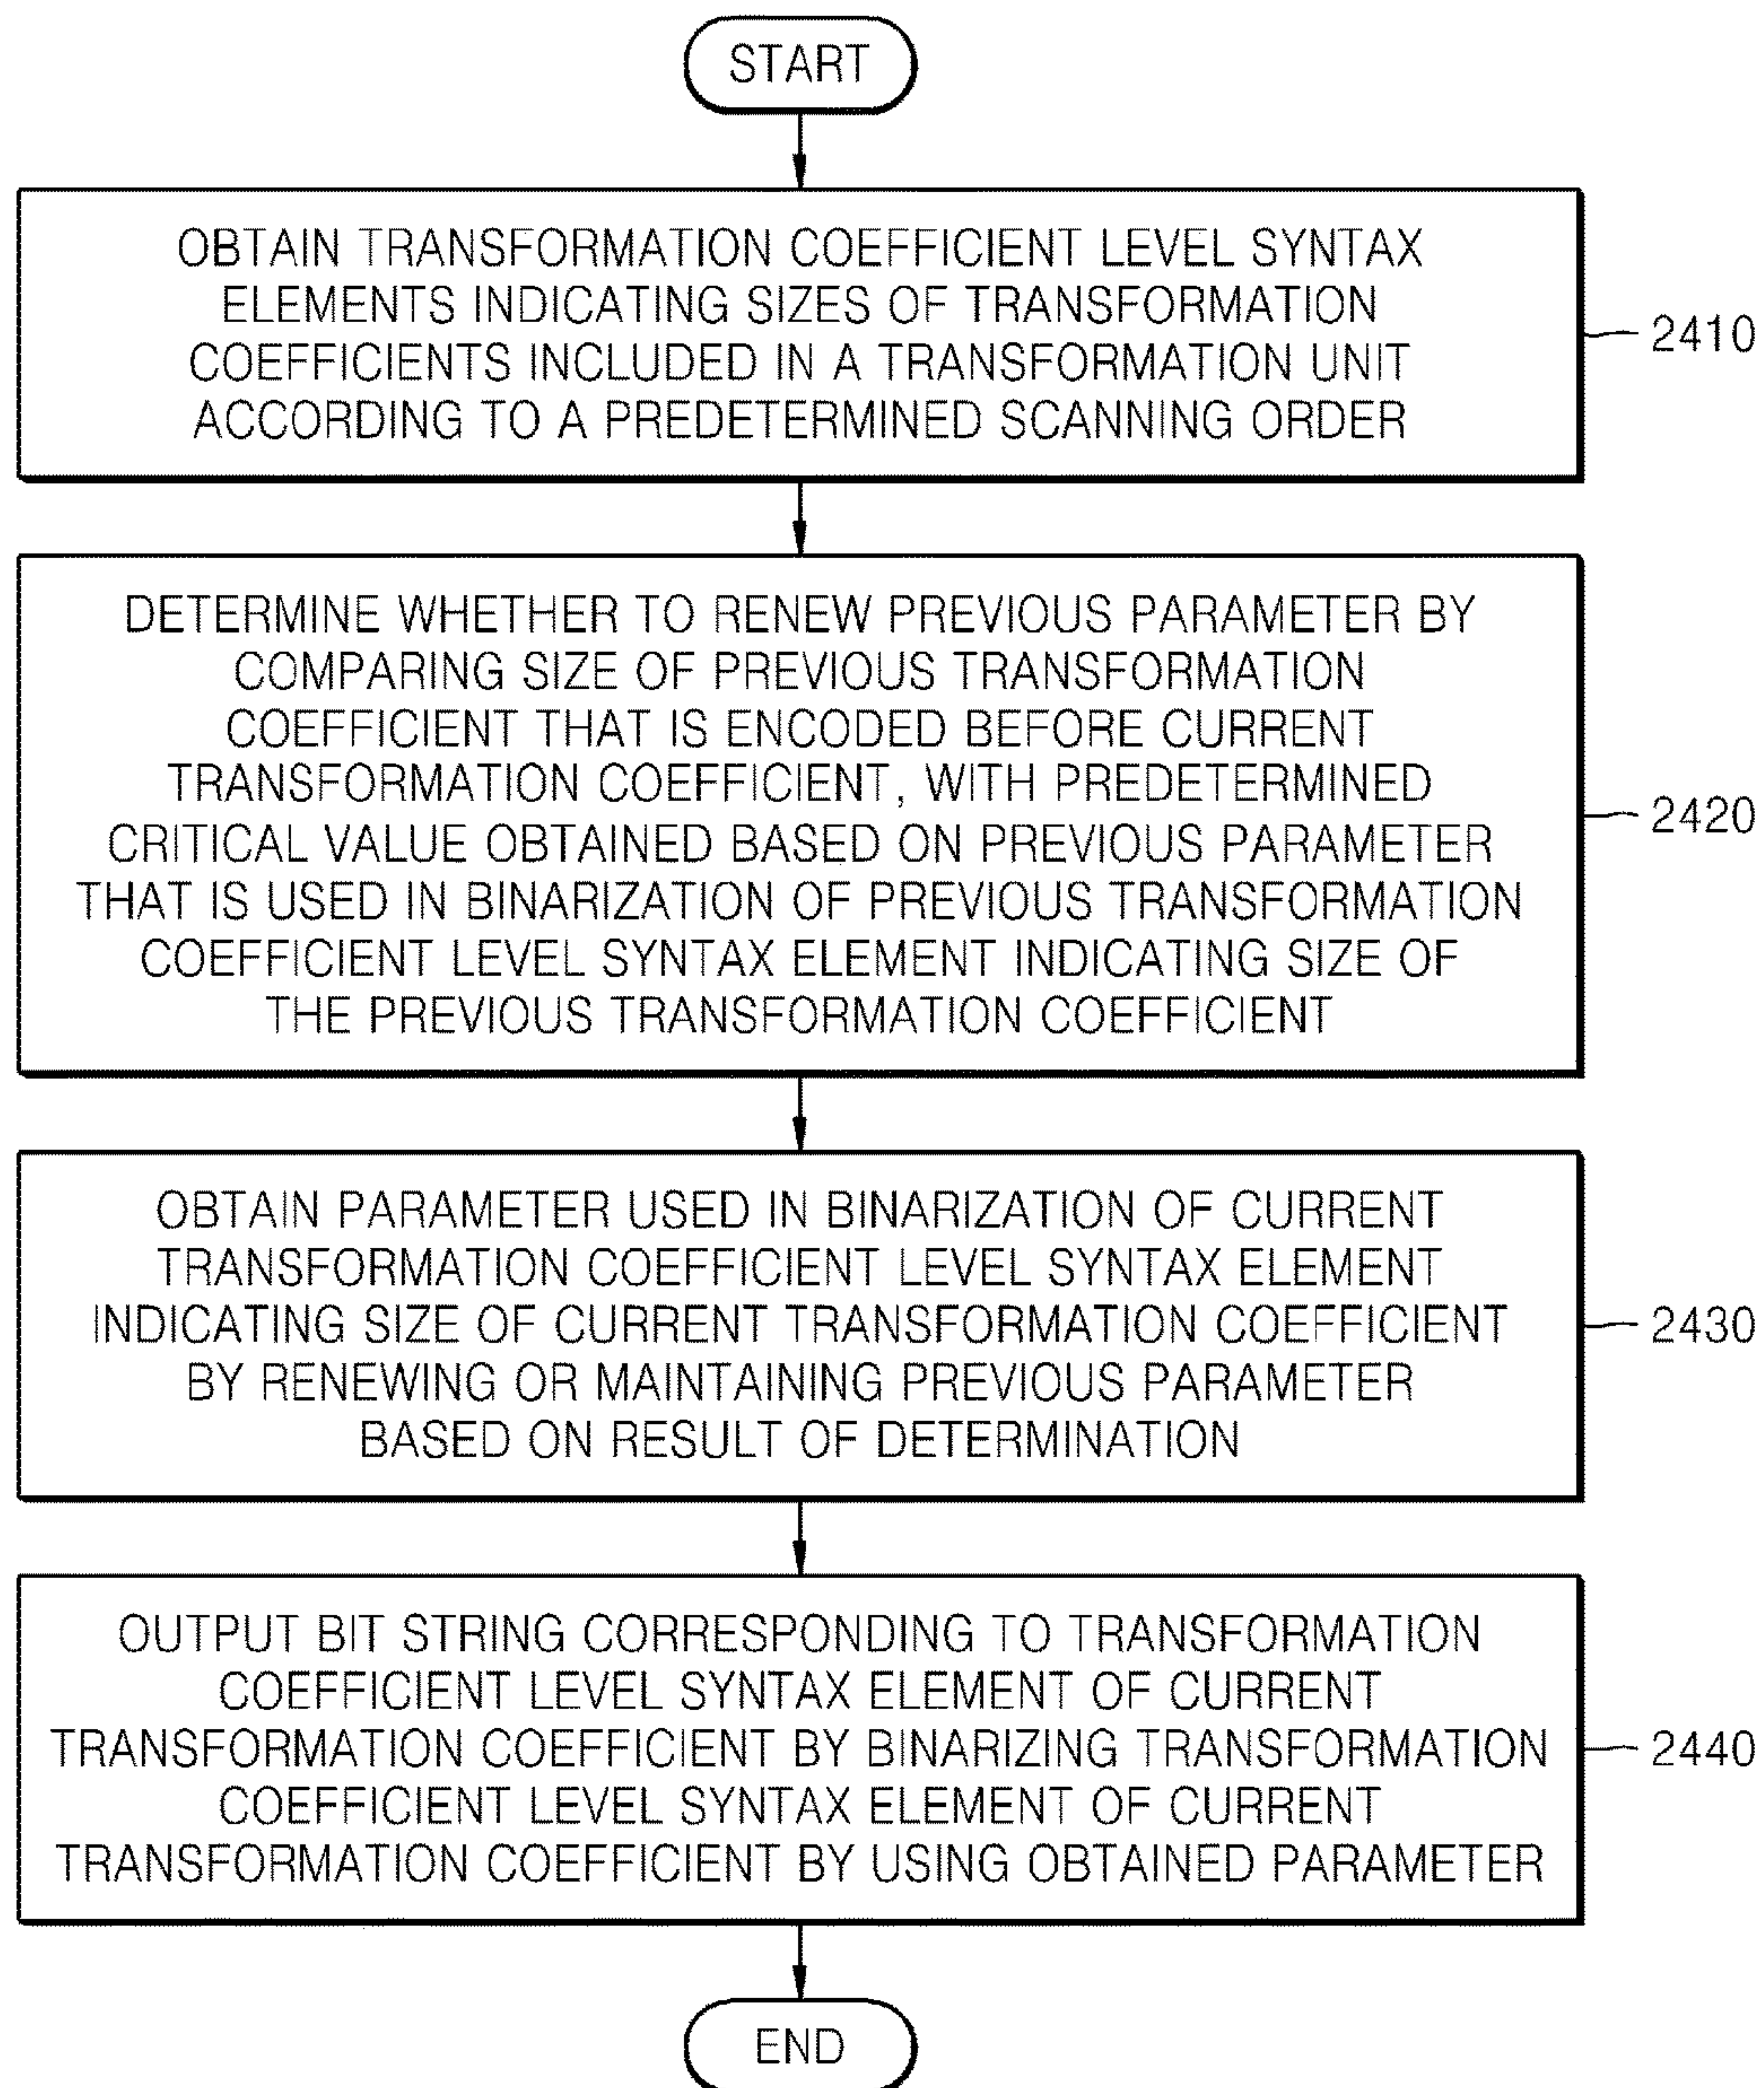 START
OBTAIN TRANSFORMATION COEFFICIENT LEVEL SYNTAX
ELEMENTS INDICATING SIZES OF TRANSFORMATION
COEFFICIENTS INCLUDED IN A TRANSFORMATION UNIT
ACCORDING TO A PREDETERMINED SCANNING ORDER
2410
DETERMINE WHETHER TO RENEW PREVIOUS PARAMETER BY
COMPARING SIZE OF PREVIOUS TRANSFORMATION
COEFFICIENT THAT IS ENCODED BEFORE CURRENT
TRANSFORMATION COEFFICIENT, WITH PREDETERMINED
CRITICAL VALUE OBTAINED BASED ON PREVIOUS PARAMETER
THAT IS USED IN BINARIZATION OF PREVIOUS TRANSFORMATION
COEFFICIENT LEVEL SYNTAX ELEMENT INDICATING SIZE OF
THE PREVIOUS TRANSFORMATION COEFFICIENT
2420
OBTAIN PARAMETER USED IN BINARIZATION OF CURRENT
TRANSFORMATION COEFFICIENT LEVEL SYNTAX ELEMENT
INDICATING SIZE OF CURRENT TRANSFORMATION COEFFICIENT
BY RENEWING OR MAINTAINING PREVIOUS PARAMETER
BASED ON RESULT OF DETERMINATION
2430
OUTPUT BIT STRING CORRESPONDING TO TRANSFORMATION
COEFFICIENT LEVEL SYNTAX ELEMENT OF CURRENT
TRANSFORMATION COEFFICIENT BY BINARIZING TRANSFORMATION
COEFFICIENT LEVEL SYNTAX ELEMENT OF CURRENT
TRANSFORMATION COEFFICIENT BY USING OBTAINED PARAMETER
2440
END